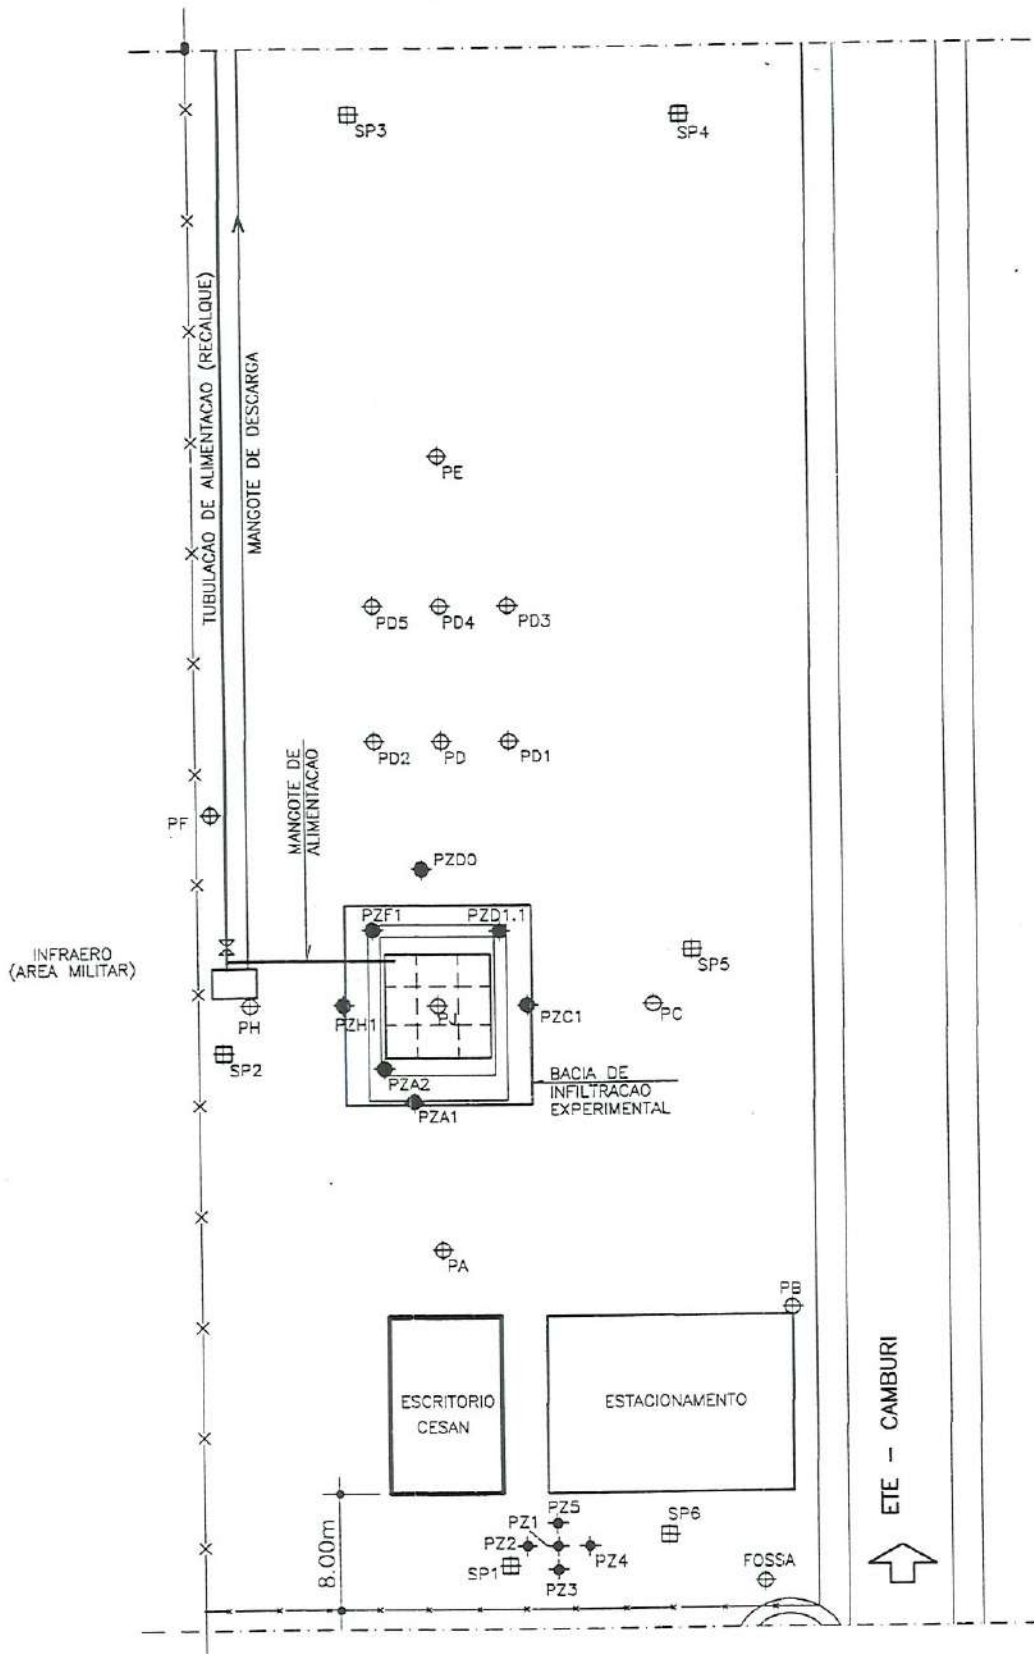 SP3
SP4
TUBULACAO DE ALIMENTACAO (RECALQUE)
MANGOTE DE DESCARGA
PE
PD5
PD4
PD3
PD2
PD
PD1
MANGOTE DE
ALIMENTACAO
PF
PZD0
PZF1
PZD1.1
INFRAERO
(AREA MILITAR)
SP5
PH
PZH1
PJ
PZC1
PC
SP2
PZA2
PZA1
BACIA DE
INFILTRACAO
EXPERIMENTAL
PA
PB
ESCRITORIO
CESAN
ESTACIONAMENTO
ETE - CAMBURI
8.00m
PZ5
PZ1
SP6
PZ2
PZ4
SP1
PZ3
FOSSA